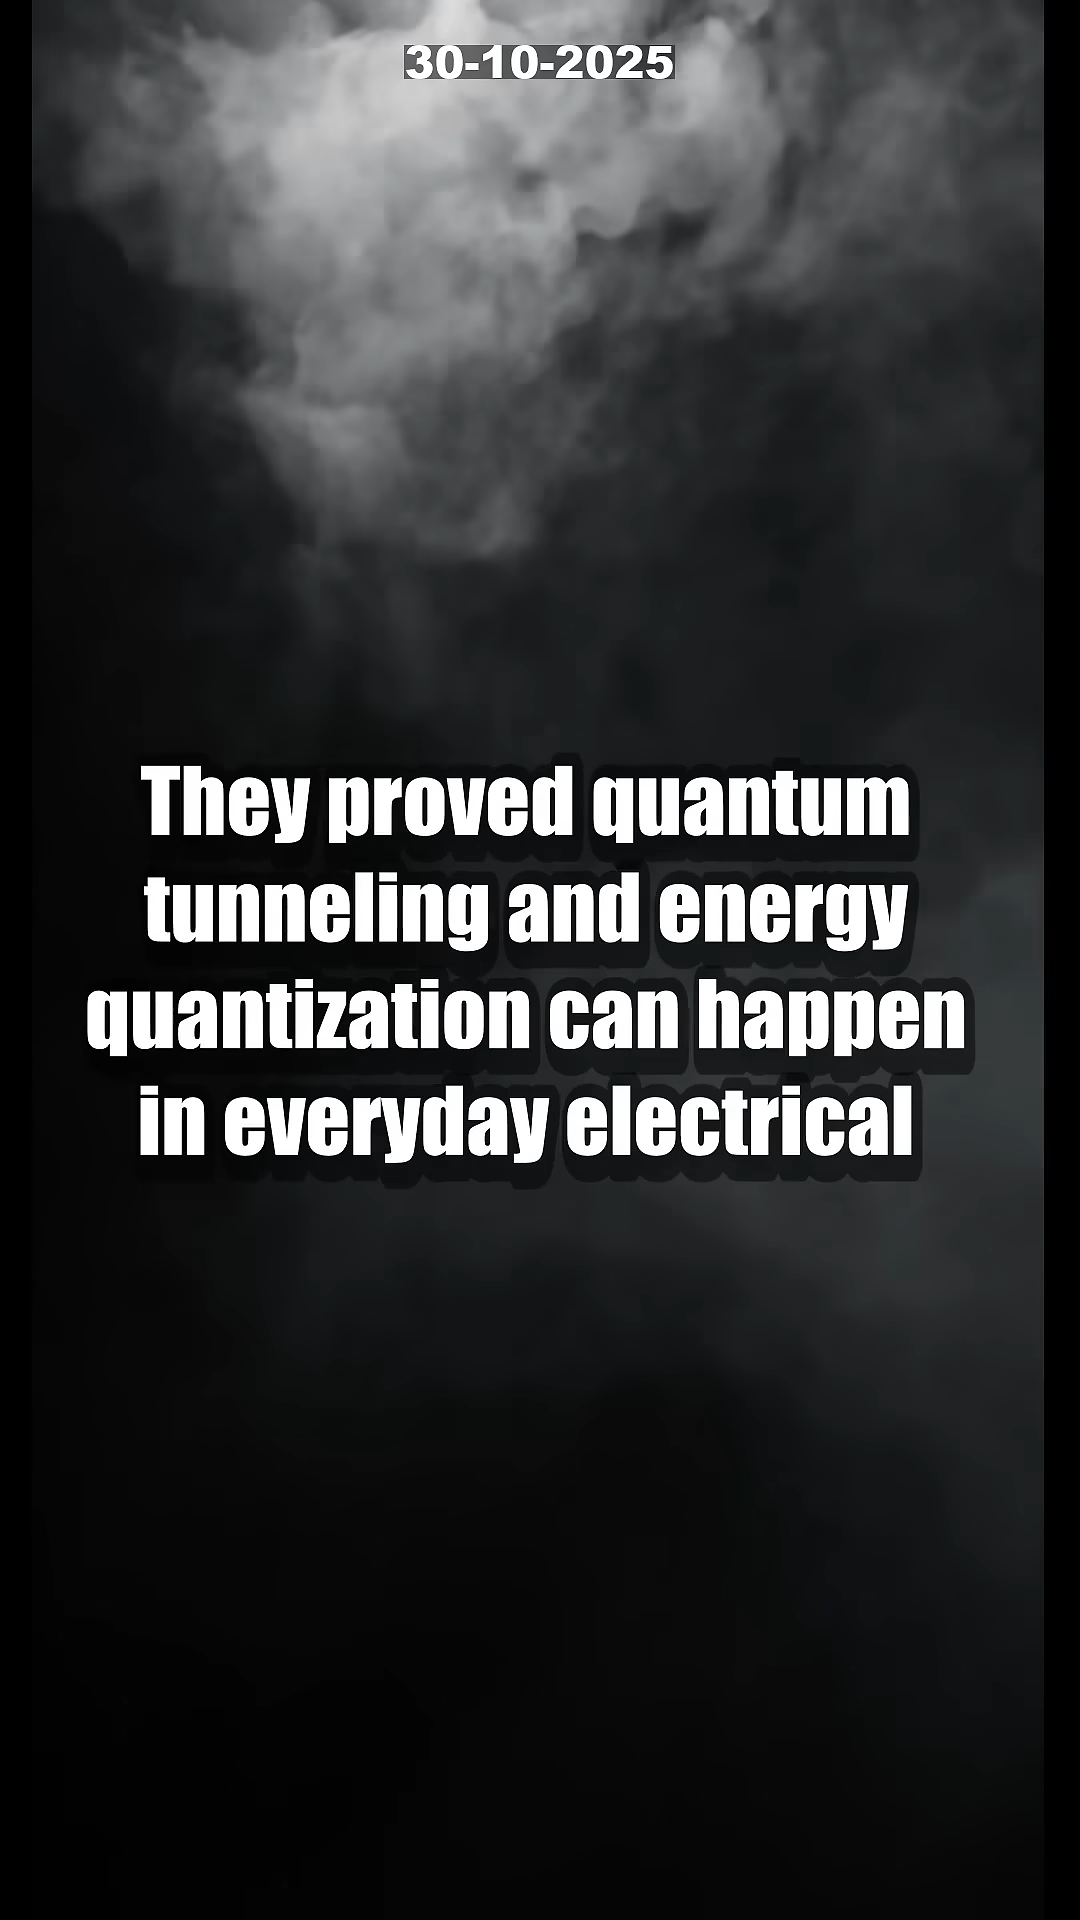 30-10-2025
They proved quantum
tunneling and energy
quantization can happen
in everyday electrical